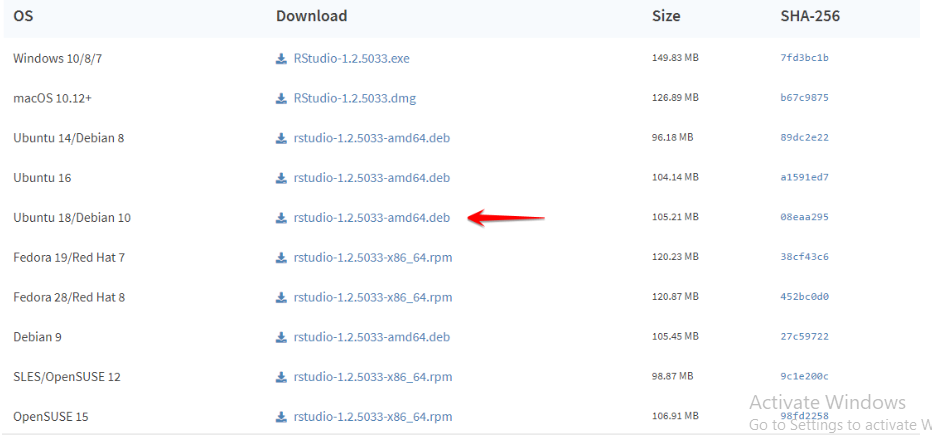 OS Download Size SHA-256
Windows 10/8/7 RStudio-1.2.5033.exe 149.83 MB 7fd3bc1b
macOS 10.12+ RStudio-1.2.5033.dmg 126.89 MB b67c9875
Ubuntu 14/Debian 8 rstudio-1.2.5033-amd64.deb 96.18 MB 89dc2e22
Ubuntu 16 rstudio-1.2.5033-amd64.deb 104.14 MB a1591ed7
Ubuntu 18/Debian 10 rstudio-1.2.5033-amd64.deb 105.21 MB 08eaa295
Fedora 19/Red Hat 7 rstudio-1.2.5033-x86_64.rpm 120.23 MB 38cf43c6
Fedora 28/Red Hat 8 rstudio-1.2.5033-x86_64.rpm 120.87 MB 452bc0d0
Debian 9 rstudio-1.2.5033-amd64.deb 105.45 MB 27c59722
SLES/OpenSUSE 12 rstudio-1.2.5033-x86_64.rpm 98.87 MB 9c1e200c
OpenSUSE 15 rstudio-1.2.5033-x86_64.rpm 106.91 MB 98fd2258
Activate Windows
Go to Settings to activate W